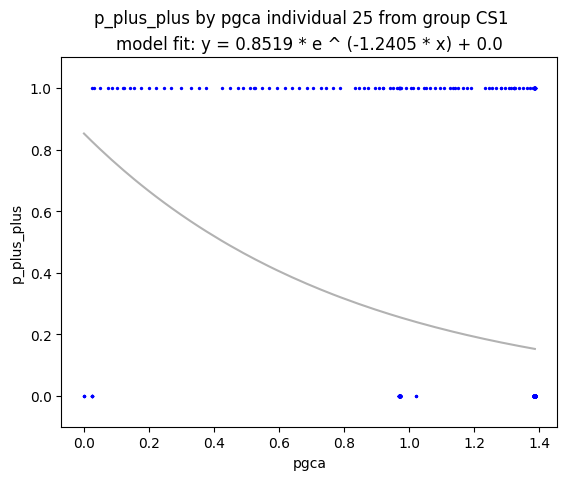 p_plus_plus by pgca individual 25 from group CS1
model fit: y = 0.8519 * e ^ (-1.2405 * x) + 0.0
1.0
0.8
0.6
0.4
0.2
0.0
p_plus_plus
0.0 0.2 0.4 0.6 0.8 1.0 1.2 1.4
pgca